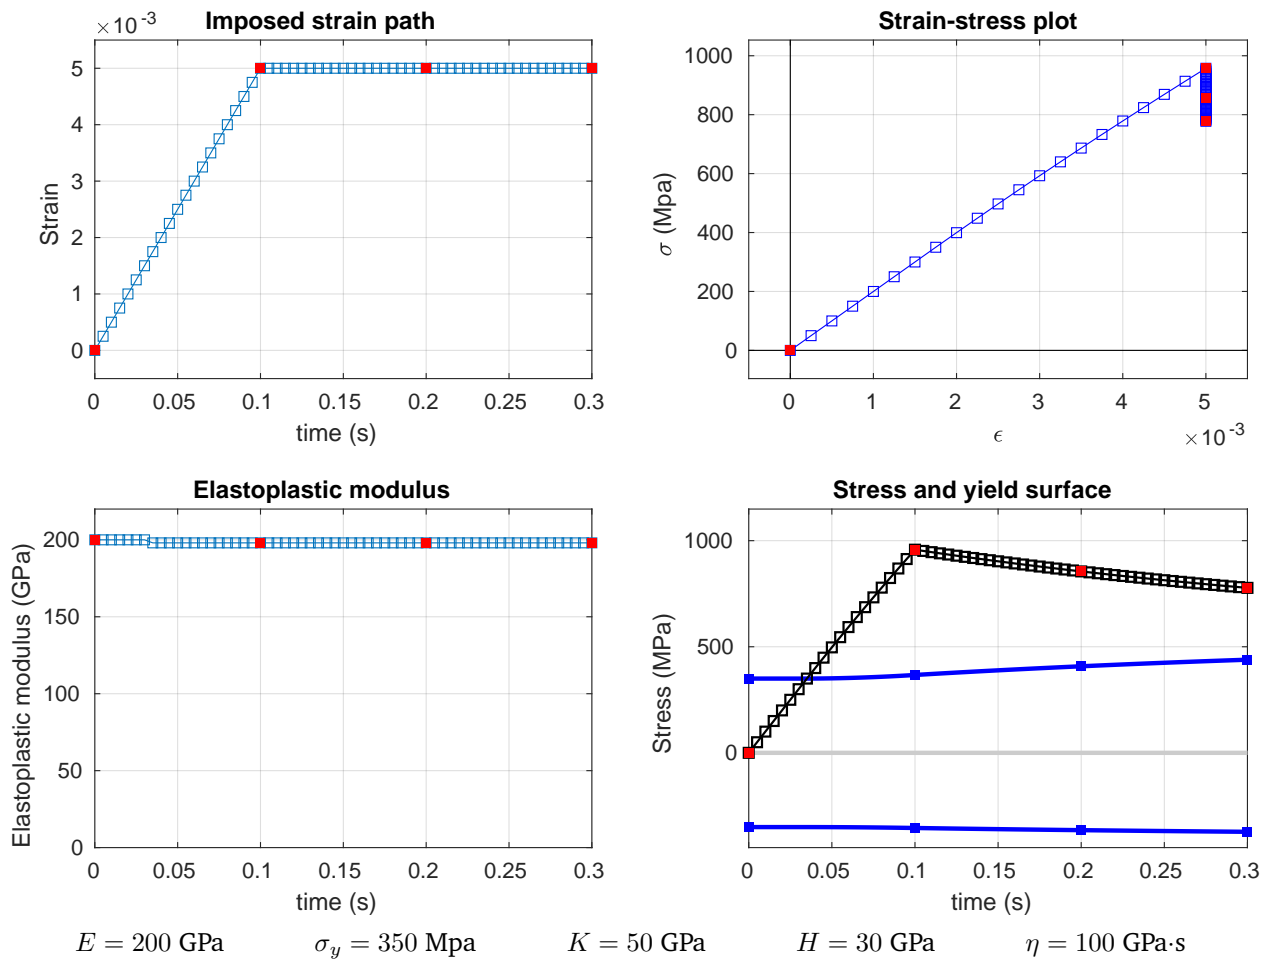 Imposed strain path
×10⁻³
Strain
5
4
3
2
1
0
0 0.05 0.1 0.15 0.2 0.25 0.3
time (s)
Strain-stress plot
σ (Mpa)
1000
800
600
400
200
0
0 1 2 3 4 5
ϵ
×10⁻³
Elastoplastic modulus
Elastoplastic modulus (GPa)
200
150
100
50
0
0 0.05 0.1 0.15 0.2 0.25 0.3
time (s)
Stress and yield surface
Stress (MPa)
1000
500
0
0 0.05 0.1 0.15 0.2 0.25 0.3
time (s)
E = 200 GPa σ_y = 350 Mpa K = 50 GPa H = 30 GPa η = 100 GPa·s